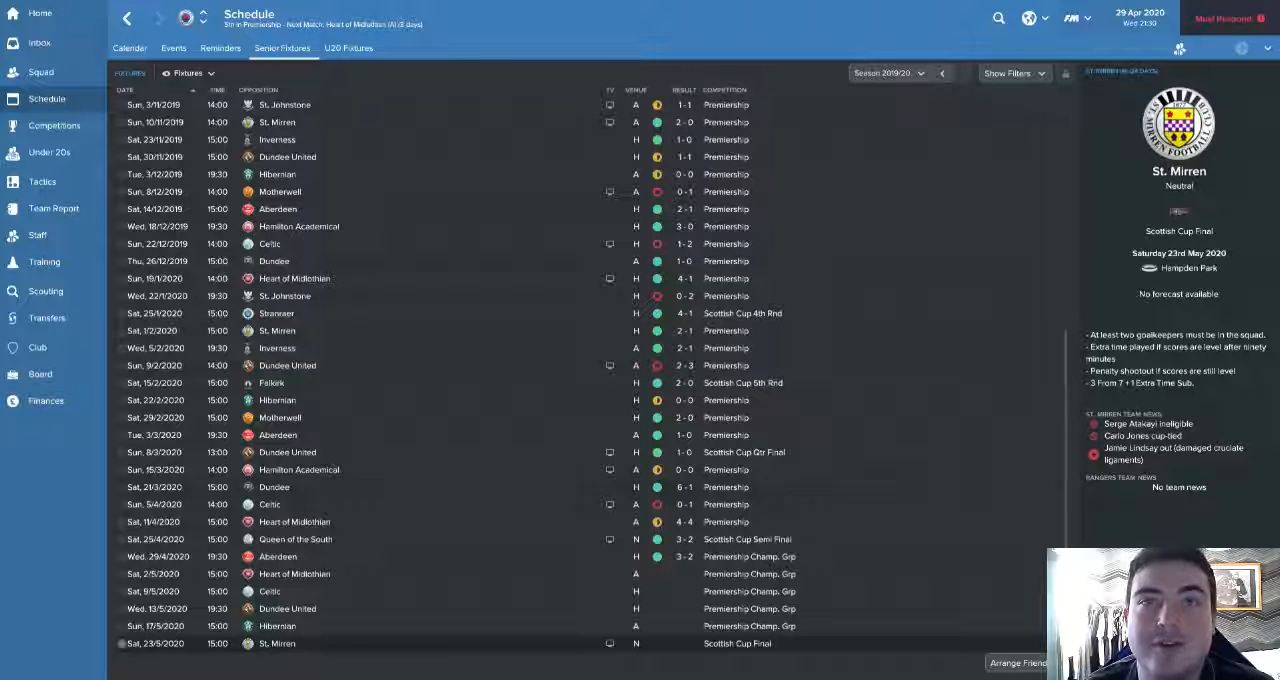 Home
Inbox
Squad
Schedule
Competitions
Under 20s
Tactics
Team Report
Staff
Training
Scouting
Transfers
Club
Board
Finances
Schedule
5th in Premiership - Next Match: Heart of Midlothian (A) (3 days)
FM
29 Apr 2020
Wed 21:30
Must Respond
Calendar Events Reminders Senior Fixtures U20 Fixtures
FIXTURES Fixtures Season 2019/20 Show Filters
DATE TIME OPPOSITION TV VENUE RESULT COMPETITION
Sun, 3/11/2019 14:00 St. Johnstone A 1-1 Premiership
Sun, 10/11/2019 14:00 St. Mirren A 2-0 Premiership
Sat, 23/11/2019 15:00 Inverness H 1-0 Premiership
Sat, 30/11/2019 15:00 Dundee United H 1-1 Premiership
Tue, 3/12/2019 19:30 Hibernian A 0-0 Premiership
Sun, 8/12/2019 14:00 Motherwell A 0-1 Premiership
Sat, 14/12/2019 15:00 Aberdeen H 2-1 Premiership
Wed, 18/12/2019 19:30 Hamilton Academical H 3-0 Premiership
Sun, 22/12/2019 14:00 Celtic H 1-2 Premiership
Thu, 26/12/2019 15:00 Dundee A 1-0 Premiership
Sun, 19/1/2020 14:00 Heart of Midlothian H 4-1 Premiership
Wed, 22/1/2020 19:30 St. Johnstone H 0-2 Premiership
Sat, 25/1/2020 15:00 Stranraer H 4-1 Scottish Cup 4th Rnd
Sat, 1/2/2020 15:00 St. Mirren H 2-1 Premiership
Wed, 5/2/2020 19:30 Inverness A 2-1 Premiership
Sun, 9/2/2020 14:00 Dundee United A 2-3 Premiership
Sat, 15/2/2020 15:00 Falkirk H 2-0 Scottish Cup 5th Rnd
Sat, 22/2/2020 15:00 Hibernian H 0-0 Premiership
Sat, 29/2/2020 15:00 Motherwell H 2-0 Premiership
Tue, 3/3/2020 19:30 Aberdeen A 1-0 Premiership
Sun, 8/3/2020 13:00 Dundee United H 1-0 Scottish Cup Qtr Final
Sun, 15/3/2020 14:00 Hamilton Academical A 0-0 Premiership
Sat, 21/3/2020 15:00 Dundee H 6-1 Premiership
Sun, 5/4/2020 14:00 Celtic A 0-1 Premiership
Sat, 11/4/2020 15:00 Heart of Midlothian A 4-4 Premiership
Sat, 25/4/2020 15:00 Queen of the South N 3-2 Scottish Cup Semi Final
Wed, 29/4/2020 19:30 Aberdeen H 3-2 Premiership Champ. Grp
Sat, 2/5/2020 15:00 Heart of Midlothian A Premiership Champ. Grp
Sat, 9/5/2020 15:00 Celtic H Premiership Champ. Grp
Wed, 13/5/2020 19:30 Dundee United H Premiership Champ. Grp
Sun, 17/5/2020 15:00 Hibernian A Premiership Champ. Grp
Sat, 23/5/2020 15:00 St. Mirren N Scottish Cup Final
Arrange Friend
ST. MIRREN (N) (24 DAYS)
ST. MIRREN FOOTBALL CLUB
1877
St. Mirren
Neutral
Scottish Cup Final
Saturday 23rd May 2020
Hampden Park
No forecast available
- At least two goalkeepers must be in the squad.
- Extra time played if scores are level after ninety
minutes
- Penalty shootout if scores are still level
- 3 From 7 + 1 Extra Time Sub.
ST. MIRREN TEAM NEWS
Serge Atakayi ineligible
Carlo Jones cup-tied
Jamie Lindsay out (damaged cruciate
ligaments)
RANGERS TEAM NEWS
No team news